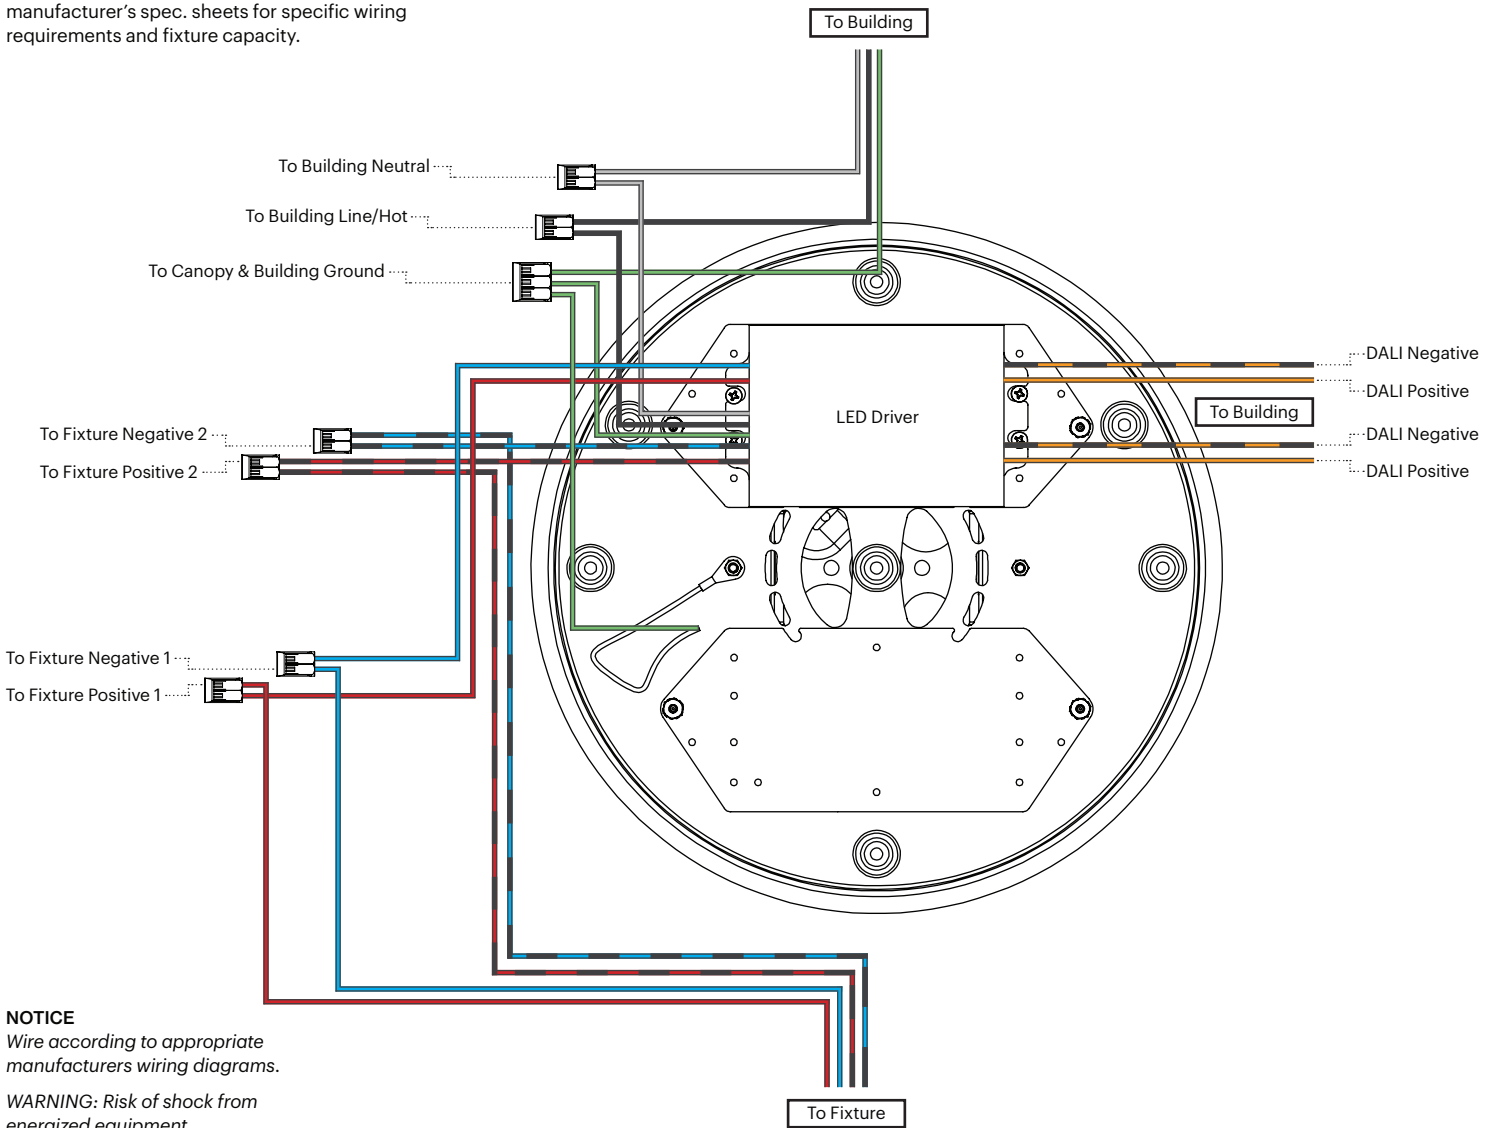 manufacturer’s spec. sheets for specific wiring
requirements and fixture capacity.
To Building
To Building Neutral
To Building Line/Hot
To Canopy & Building Ground
DALI Negative
DALI Positive
To Building
LED Driver
To Fixture Negative 2
DALI Negative
To Fixture Positive 2
DALI Positive
To Fixture Negative 1
To Fixture Positive 1
NOTICE
Wire according to appropriate
manufacturers wiring diagrams.
WARNING: Risk of shock from
energized equipment
To Fixture